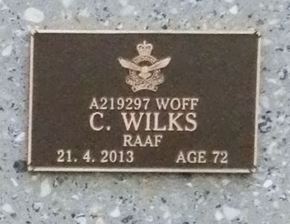 A219297 WOFF
C. WILKS
RAAF
21. 4. 2013 AGE 72